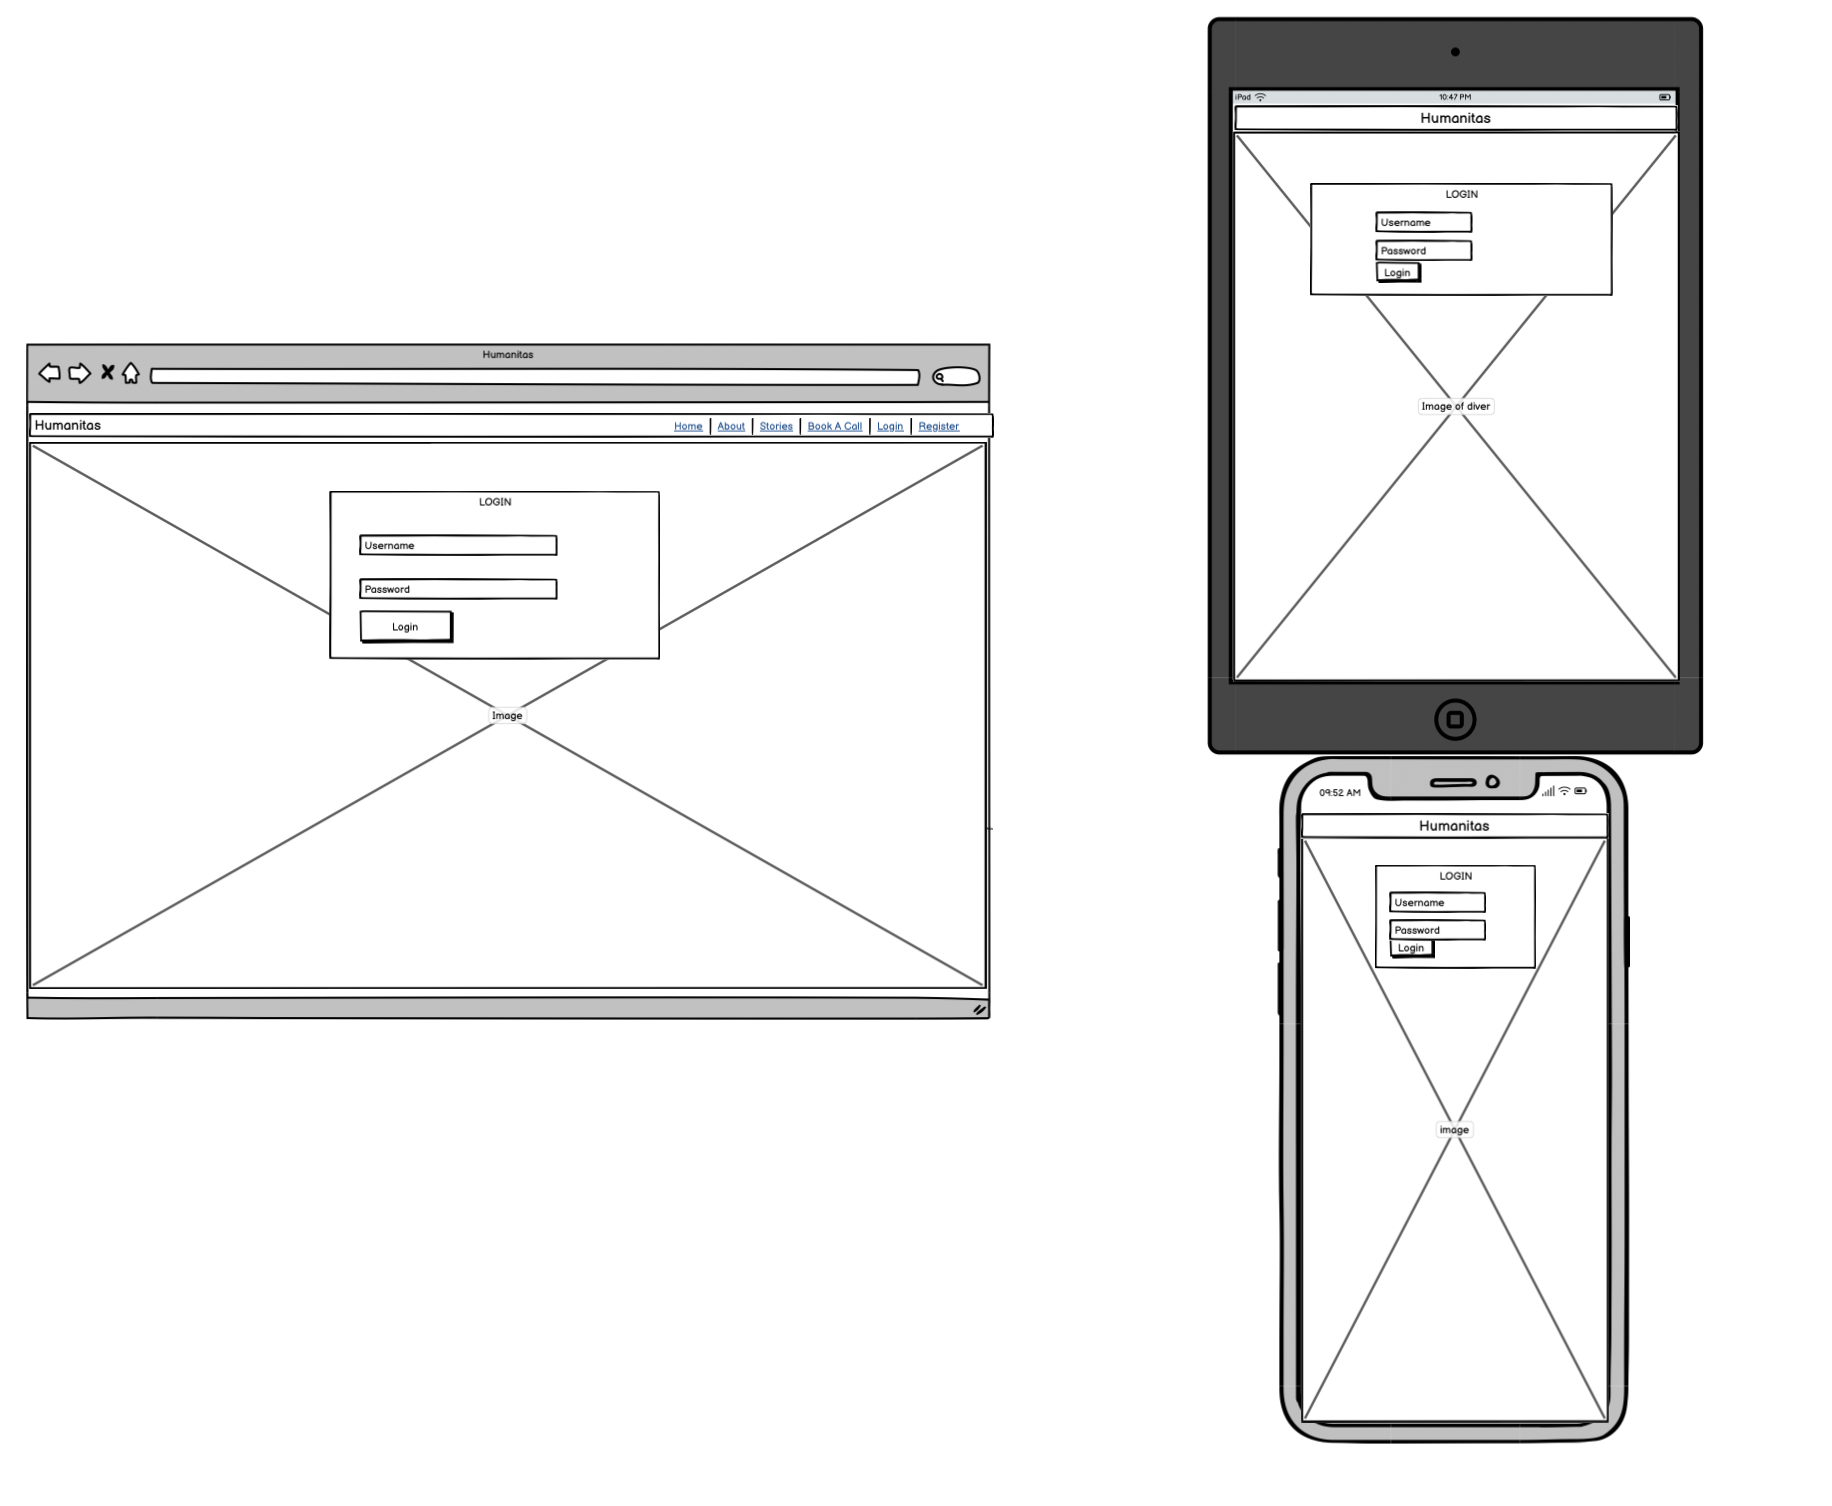 Humanitas
Humanitas
Home About Stories Book A Call Login Register
LOGIN
Username
Password
Login
Image
iPad 10:47 PM
Humanitas
LOGIN
Username
Password
Login
Image of diver
09:52 AM
Humanitas
LOGIN
Username
Password
Login
image